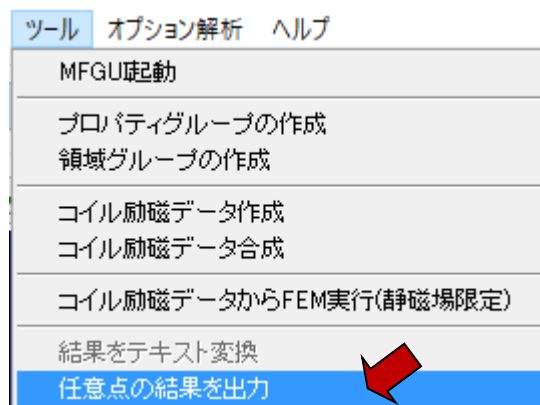 ツール オプション解析 ヘルプ
MFGUI起動
プロパティグループの作成
領域グループの作成
コイル励磁データ作成
コイル励磁データ合成
コイル励磁データからFEM実行(静磁場限定)
結果をテキスト変換
任意点の結果を出力